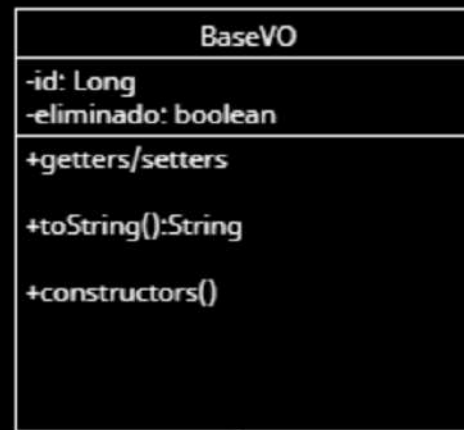 BaseVO
-id: Long
-eliminado: boolean
+getters/setters
+toString():String
+constructors()